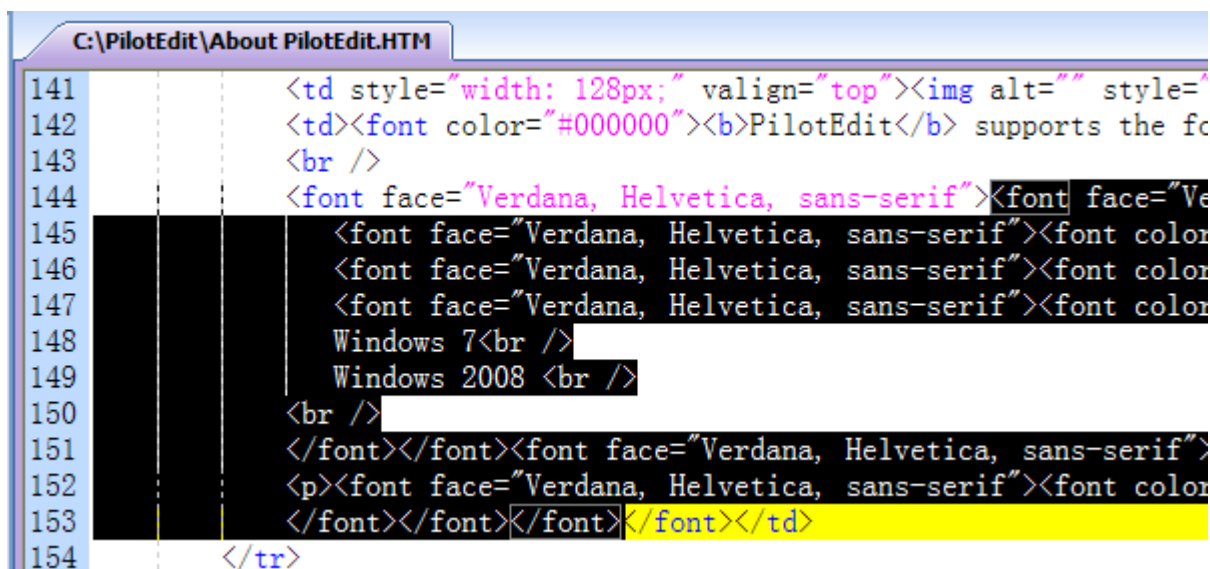 C:\PilotEdit\About PilotEdit.HTM
141 <td style="width: 128px;" valign="top"><img alt="" style="
142 <td><font color="#000000"><b>PilotEdit</b> supports the fo
143 <br />
144 <font face="Verdana, Helvetica, sans-serif"><font face="Ve
145 <font face="Verdana, Helvetica, sans-serif"><font color
146 <font face="Verdana, Helvetica, sans-serif"><font color
147 <font face="Verdana, Helvetica, sans-serif"><font color
148 Windows 7<br />
149 Windows 2008 <br />
150 <br />
151 </font></font><font face="Verdana, Helvetica, sans-serif">
152 <p><font face="Verdana, Helvetica, sans-serif"><font color
153 </font></font></font></font></td>
154 </tr>